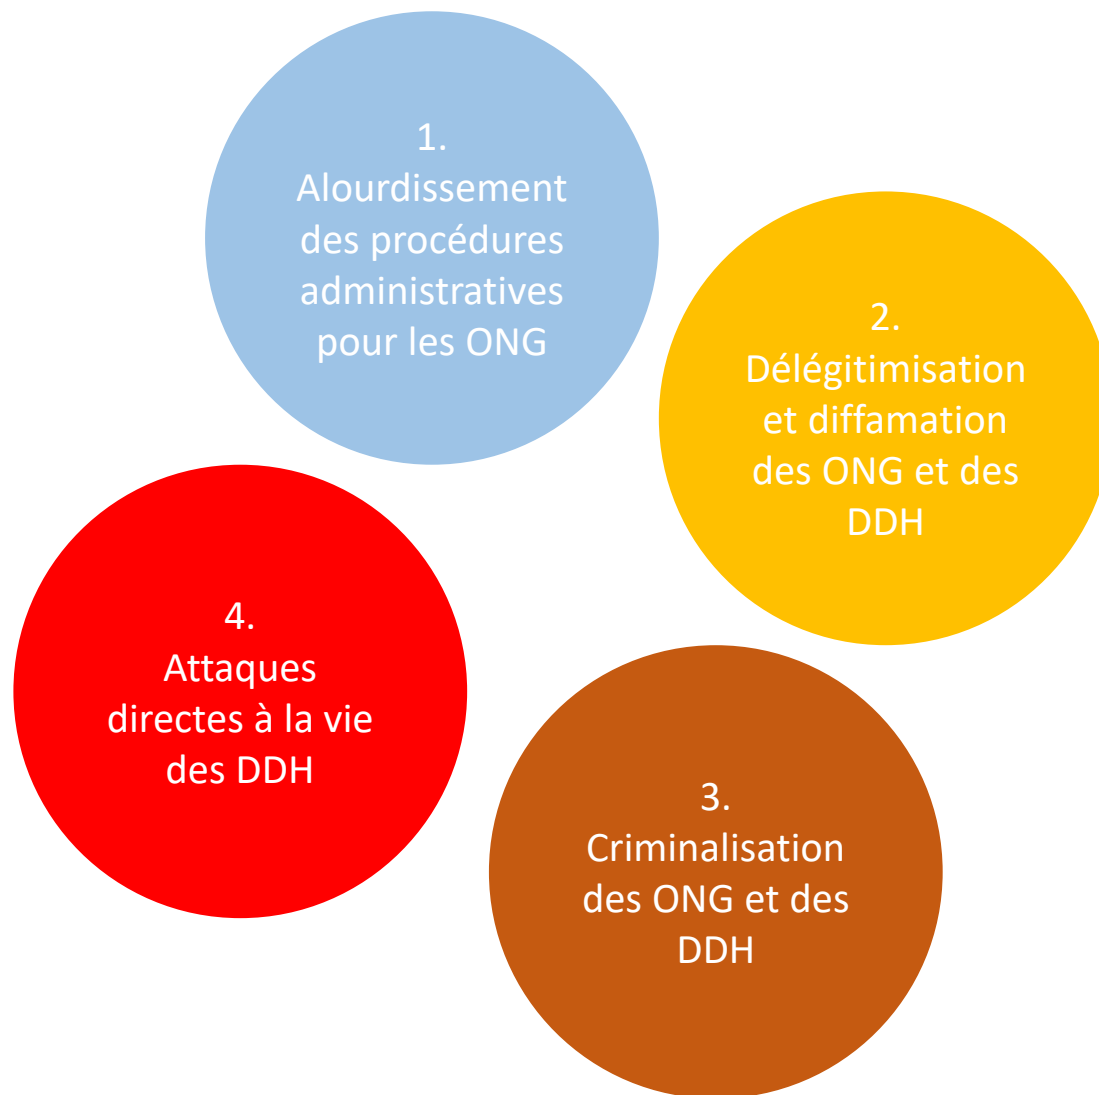 1.
Alourdissement
des procédures
administratives
pour les ONG
2.
Délégitimisation
et diffamation
des ONG et des
DDH
3.
Criminalisation
des ONG et des
DDH
4.
Attaques
directes à la vie
des DDH